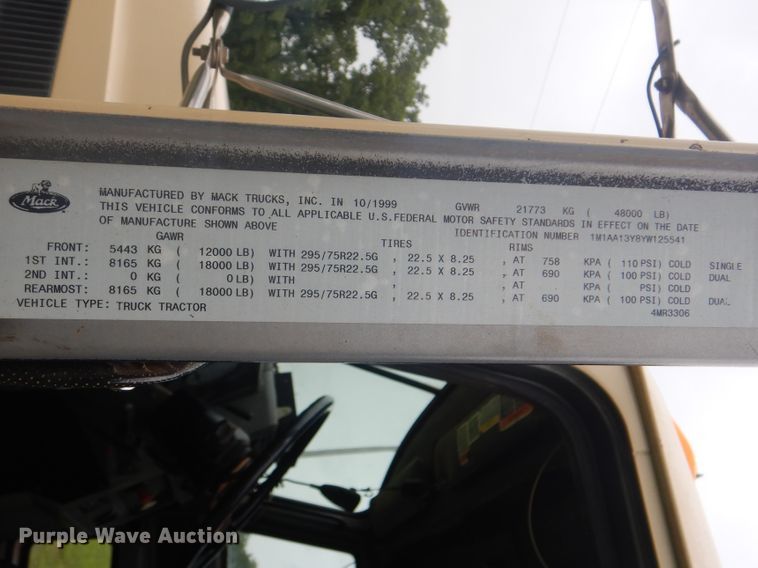 Mack
MANUFACTURED BY MACK TRUCKS, INC. IN 10/1999 GVWR 21773 KG ( 48000 LB)
THIS VEHICLE CONFORMS TO ALL APPLICABLE U.S.FEDERAL MOTOR SAFETY STANDARDS IN EFFECT ON THE DATE
OF MANUFACTURE SHOWN ABOVE IDENTIFICATION NUMBER 1M1AA13Y8YW125541
GAWR TIRES RIMS
FRONT: 5443 KG ( 12000 LB) WITH 295/75R22.5G , 22.5 X 8.25 , AT 758 KPA ( 110 PSI) COLD SINGLE
1ST INT.: 8165 KG ( 18000 LB) WITH 295/75R22.5G , 22.5 X 8.25 , AT 690 KPA ( 100 PSI) COLD DUAL
2ND INT.: 0 KG ( 0 LB) WITH , , AT KPA ( PSI) COLD
REARMOST: 8165 KG ( 18000 LB) WITH 295/75R22.5G , 22.5 X 8.25 , AT 690 KPA ( 100 PSI) COLD DUAL
VEHICLE TYPE: TRUCK TRACTOR 4MR3306
Purple Wave Auction